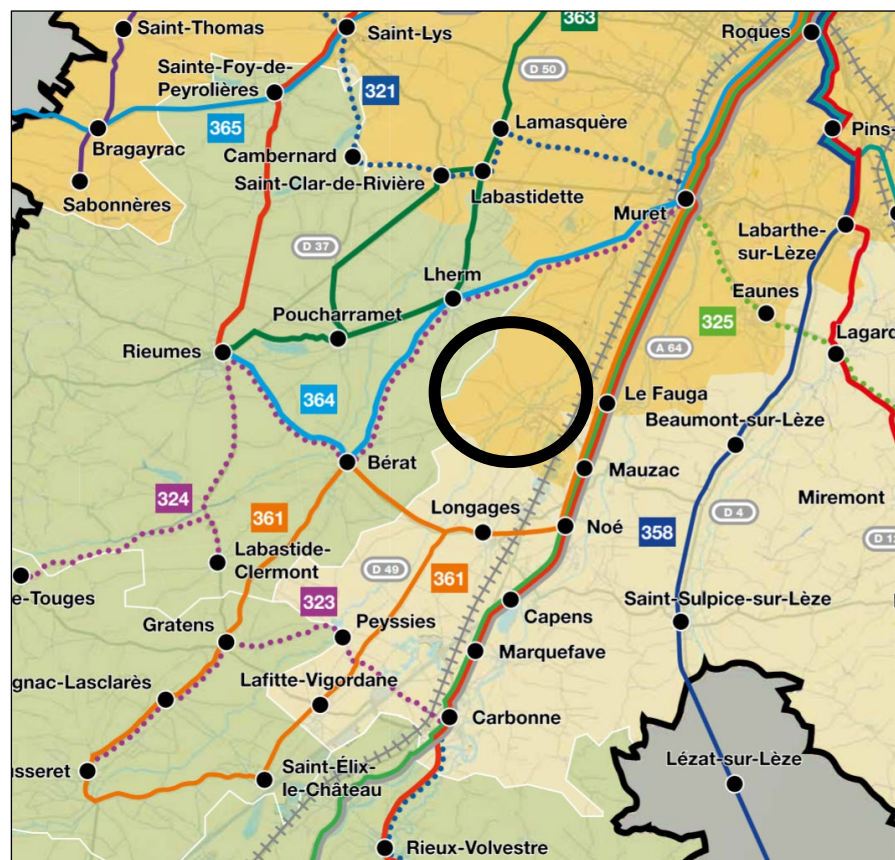 363
Saint-Thomas
Saint-Lys
Roques
Sainte-Foy-de-
Peyrolières
D 50
321
365
Lamasquère
Pins-
Bragayrac
Cambernard
Saint-Clar-de-Rivière
Sabonnères
Labastidette
Muret
Labarthe-
sur-Lèze
D 37
Lherm
Eaunes
Poucharramet
325
Rieumes
A 64
Lagard
364
Le Fauga
Beaumont-sur-Lèze
Bérat
Mauzac
324
361
Longages
Miremont
Noé
358
D 4
D 1
Labastide-
Clermont
D 49
361
e-Touges
323
Capens
Saint-Sulpice-sur-Lèze
Gratens
Peyssies
Marquefave
gnac-Lasclarès
Lafitte-Vigordane
Carbonne
usseret
Saint-Élix-
le-Château
Lézat-sur-Lèze
Rieux-Volvestre